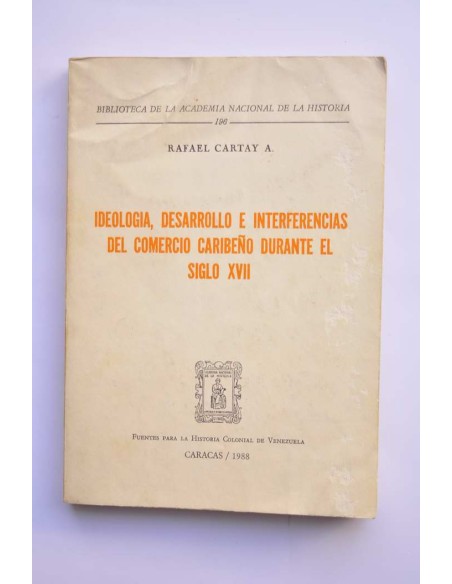 BIBLIOTECA DE LA ACADEMIA NACIONAL DE LA HISTORIA
196
RAFAEL CARTAY A.
IDEOLOGIA, DESARROLLO E INTERFERENCIAS
DEL COMERCIO CARIBEÑO DURANTE EL
SIGLO XVII
FUENTES PARA LA HISTORIA COLONIAL DE VENEZUELA
CARACAS / 1988